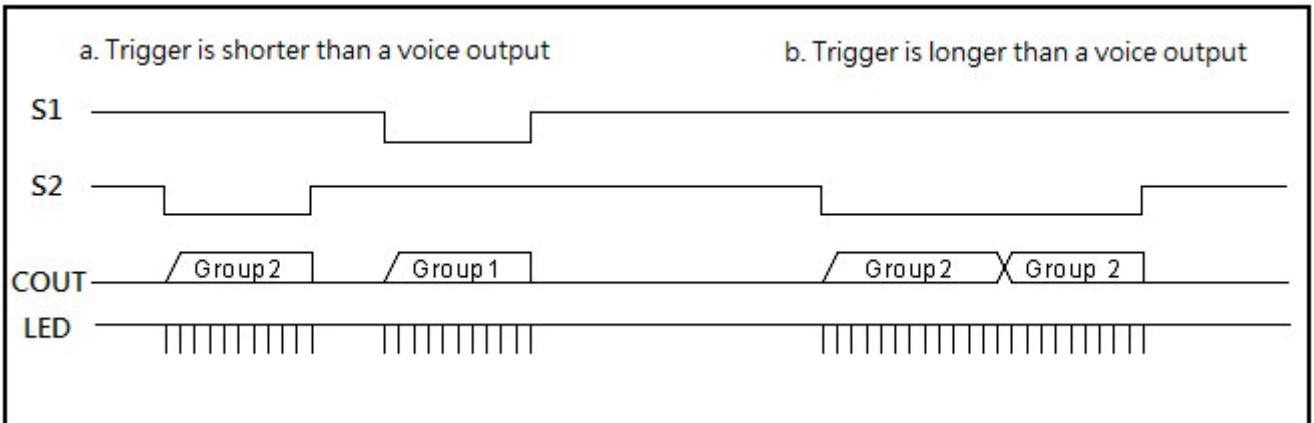 a. Trigger is shorter than a voice output
b. Trigger is longer than a voice output
S1
S2
COUT
Group2
Group1
Group2
Group 2
LED